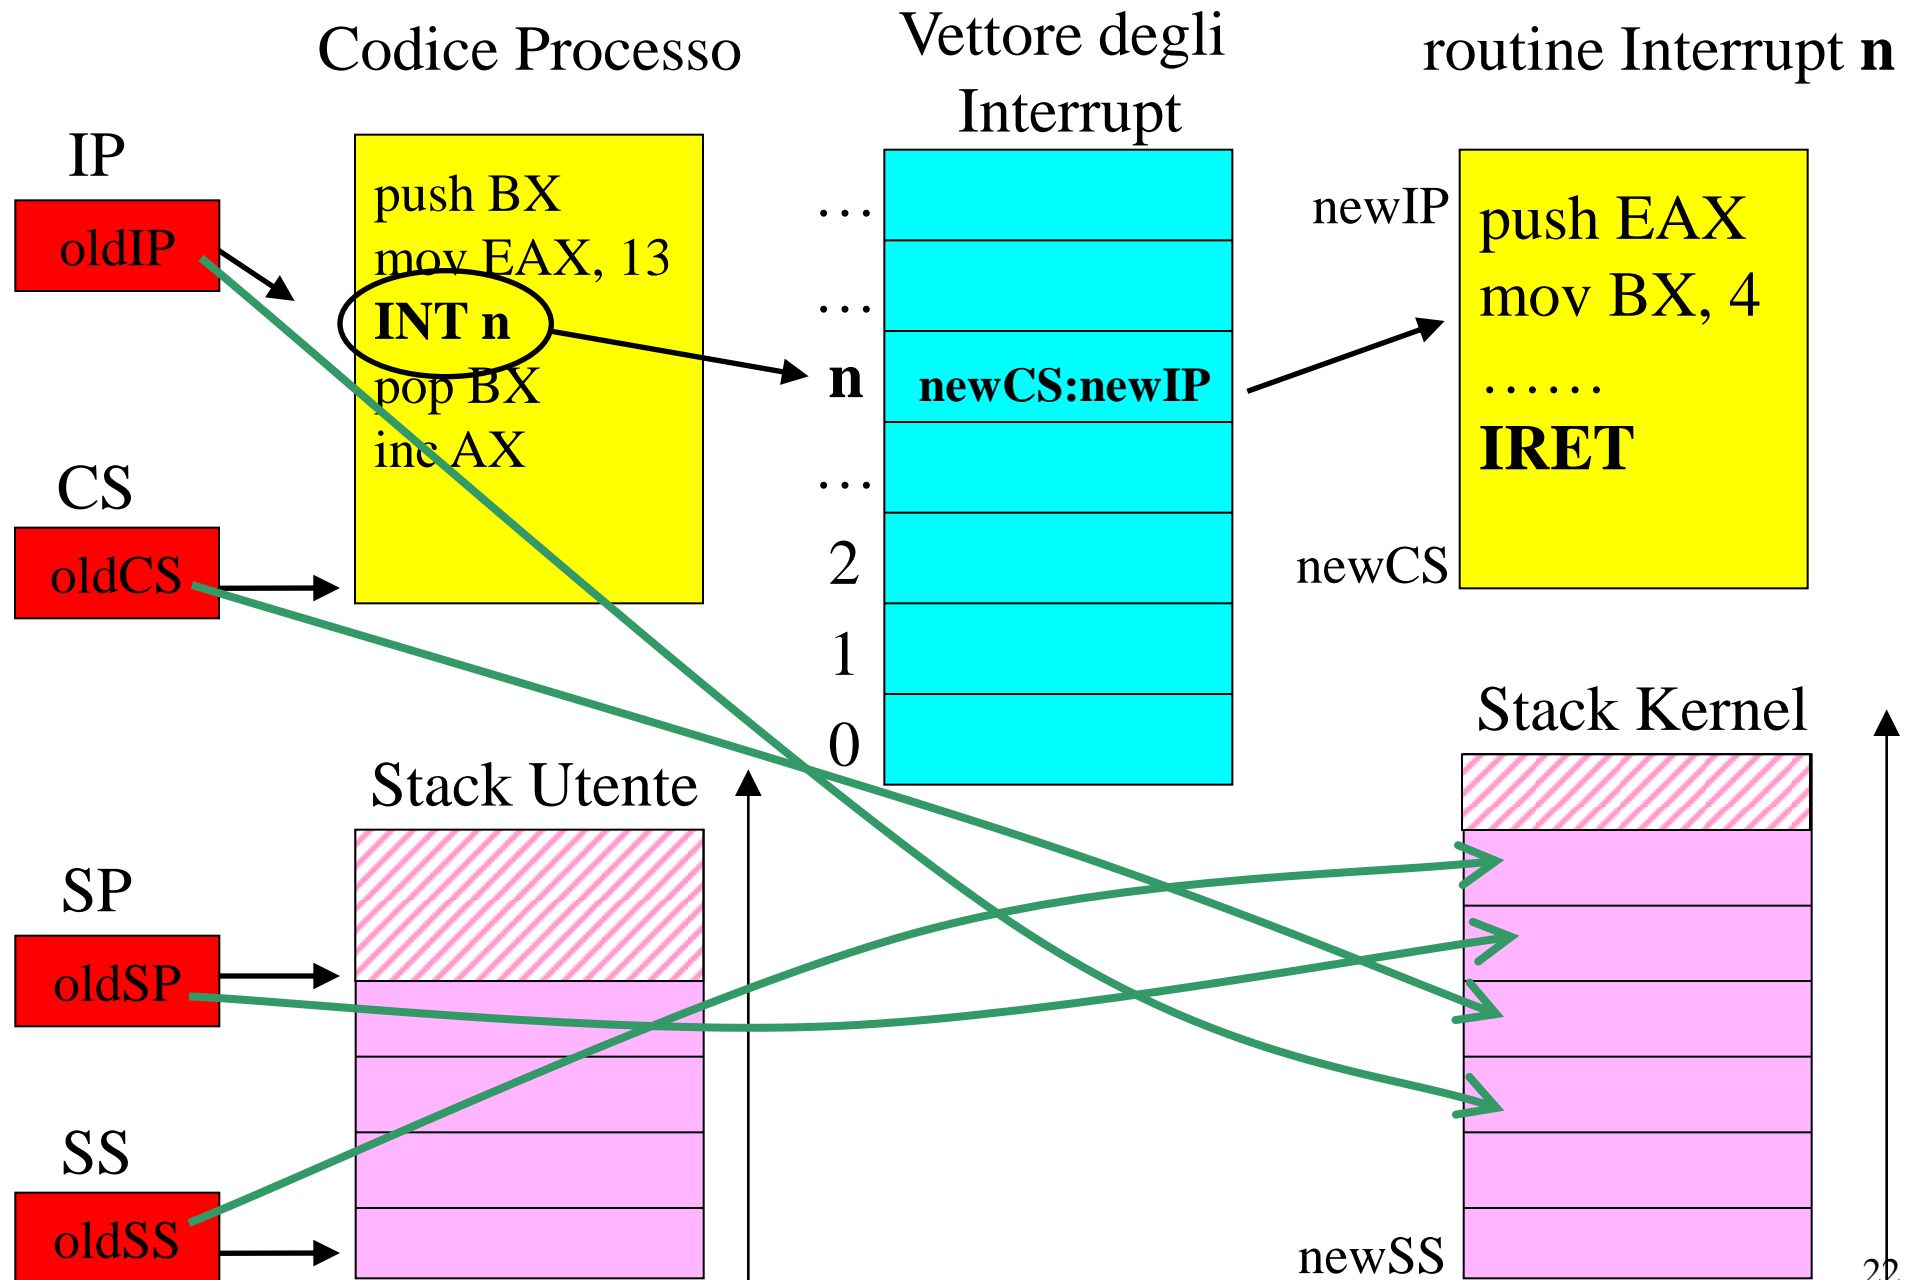 Codice Processo
Vettore degli
Interrupt
routine Interrupt n
IP
oldIP
push BX
mov EAX, 13
INT n
pop BX
inc AX
CS
oldCS
…
…
n
newCS:newIP
…
2
1
0
newIP
push EAX
mov BX, 4
……
IRET
newCS
Stack Utente
SP
oldSP
SS
oldSS
Stack Kernel
newSS
22